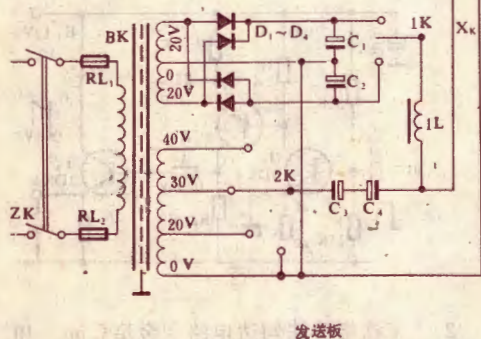 BK
20V
D₁~D₄
1K
X_K
RL₁
C₁
0
C₂
20V
1L
40V
30V
2K
RL₂
C₃
C₄
ZK
20V
0V
发送板